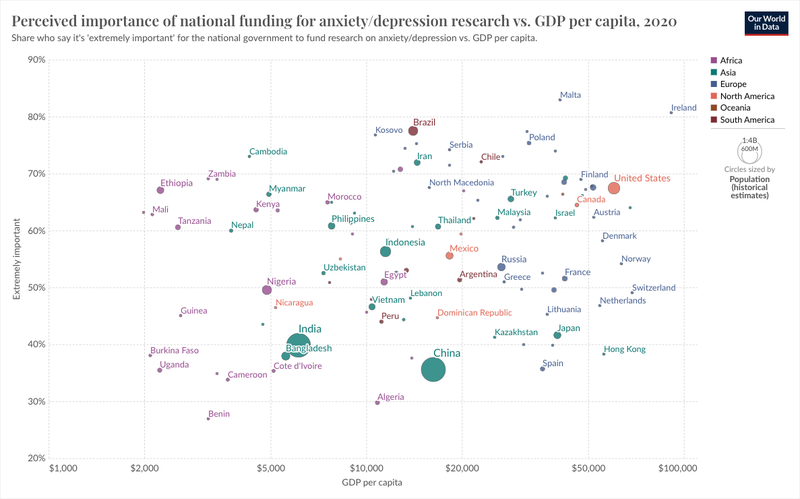 Perceived importance of national funding for anxiety/depression research vs. GDP per capita, 2020
Our World
in Data
Share who say it's 'extremely important' for the national government to fund research on anxiety/depression vs. GDP per capita.
90%
80%
70%
60%
50%
40%
30%
20%
Extremely important
$1,000
$2,000
$5,000
$10,000
$20,000
$50,000
$100,000
GDP per capita
Malta
Ireland
Brazil
Kosovo
Poland
Serbia
Cambodia
Iran
Chile
Zambia
Ethiopia
Myanmar
North Macedonia
Finland
United States
Morocco
Turkey
Canada
Mali
Kenya
Tanzania
Nepal
Philippines
Thailand
Malaysia
Israel
Austria
Indonesia
Denmark
Mexico
Uzbekistan
Russia
Norway
Nigeria
Egypt
Argentina
Greece
France
Switzerland
Nicaragua
Vietnam
Lebanon
Netherlands
Guinea
Peru
Dominican Republic
Lithuania
India
Kazakhstan
Japan
Burkina Faso
Bangladesh
Hong Kong
Uganda
Cameroon
Cote d'Ivoire
China
Spain
Algeria
Benin
Africa
Asia
Europe
North America
Oceania
South America
1:4B
600M
Circles sized by
Population
(historical
estimates)